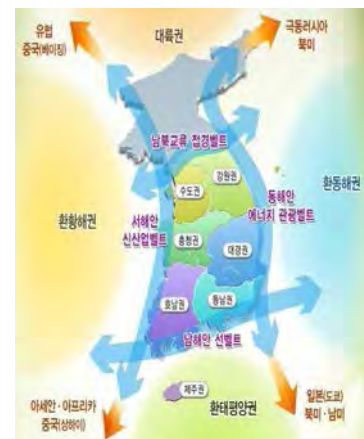 유럽
중국(베이징)
대륙권
극동러시아
북미
남북교류 접경벨트
수도권
강원권
환황해권
서해안
신산업벨트
동해안
에너지 관광벨트
환동해권
충청권
대경권
호남권
동남권
남해안 선벨트
제주권
아세안·아프리카
중국(상하이)
환태평양권
일본(도쿄)
북미·남미